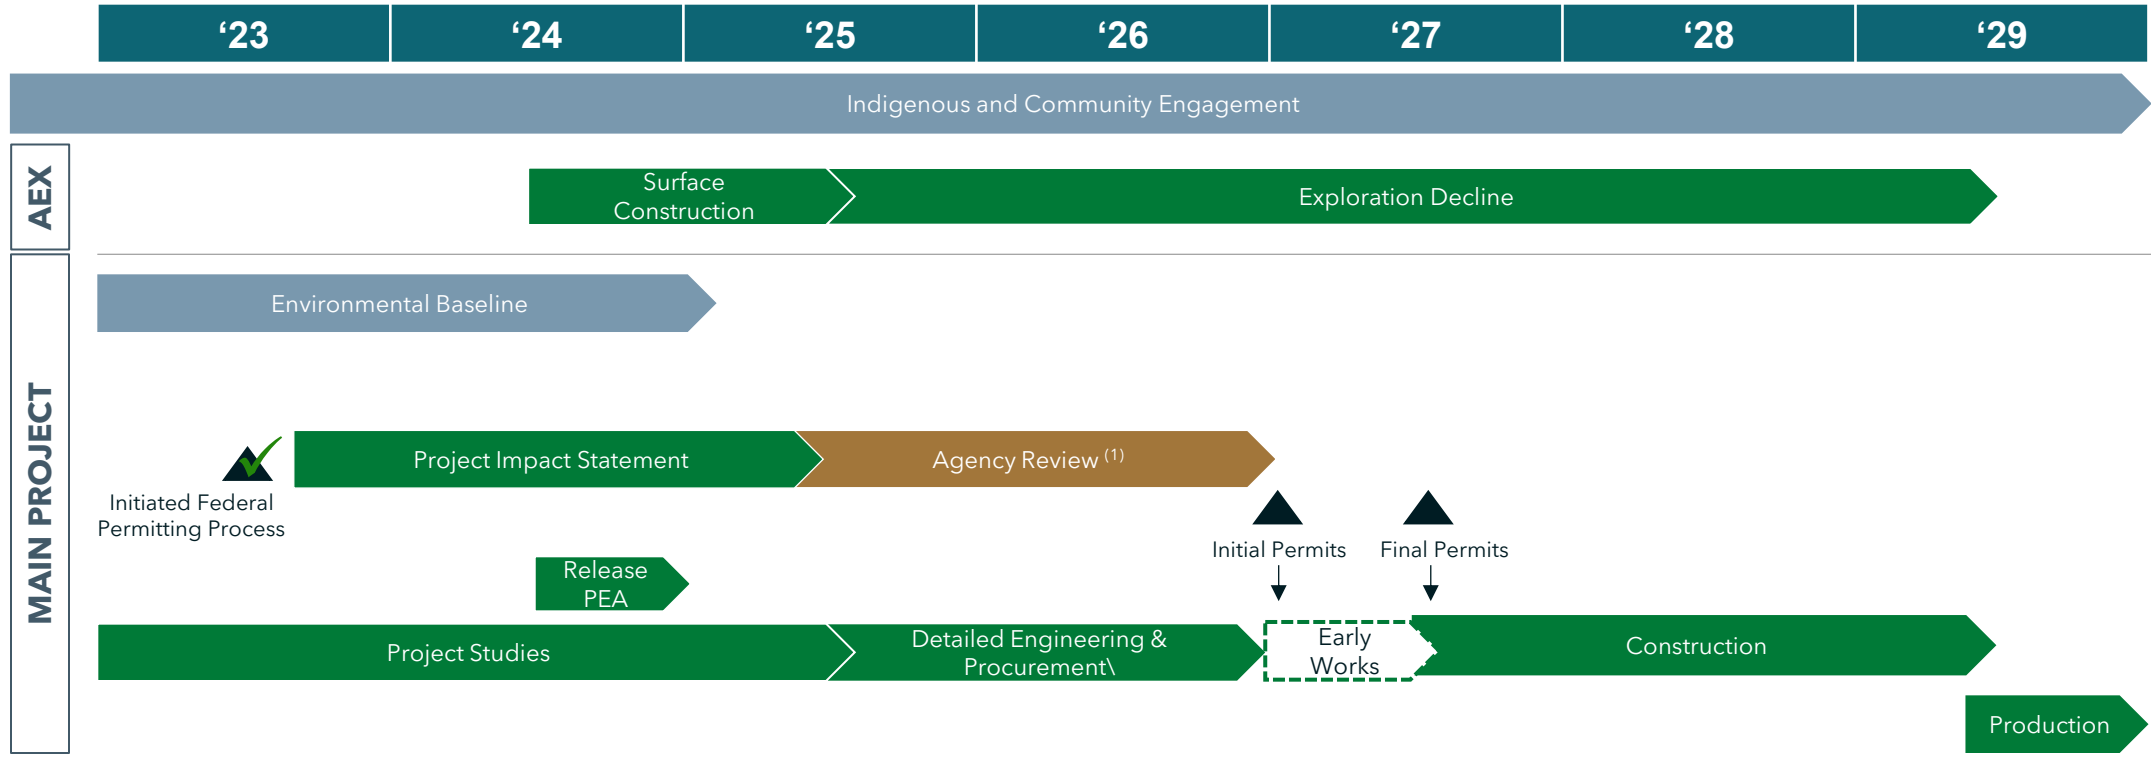 ‘23 ‘24 ‘25 ‘26 ‘27 ‘28 ‘29
Indigenous and Community Engagement
AEX
Surface
Construction
Exploration Decline
MAIN PROJECT
Environmental Baseline
Project Impact Statement
Agency Review (1)
Initiated Federal
Permitting Process
Initial Permits
Final Permits
Release
PEA
Project Studies
Detailed Engineering &
Procurement\
Early
Works
Construction
Production